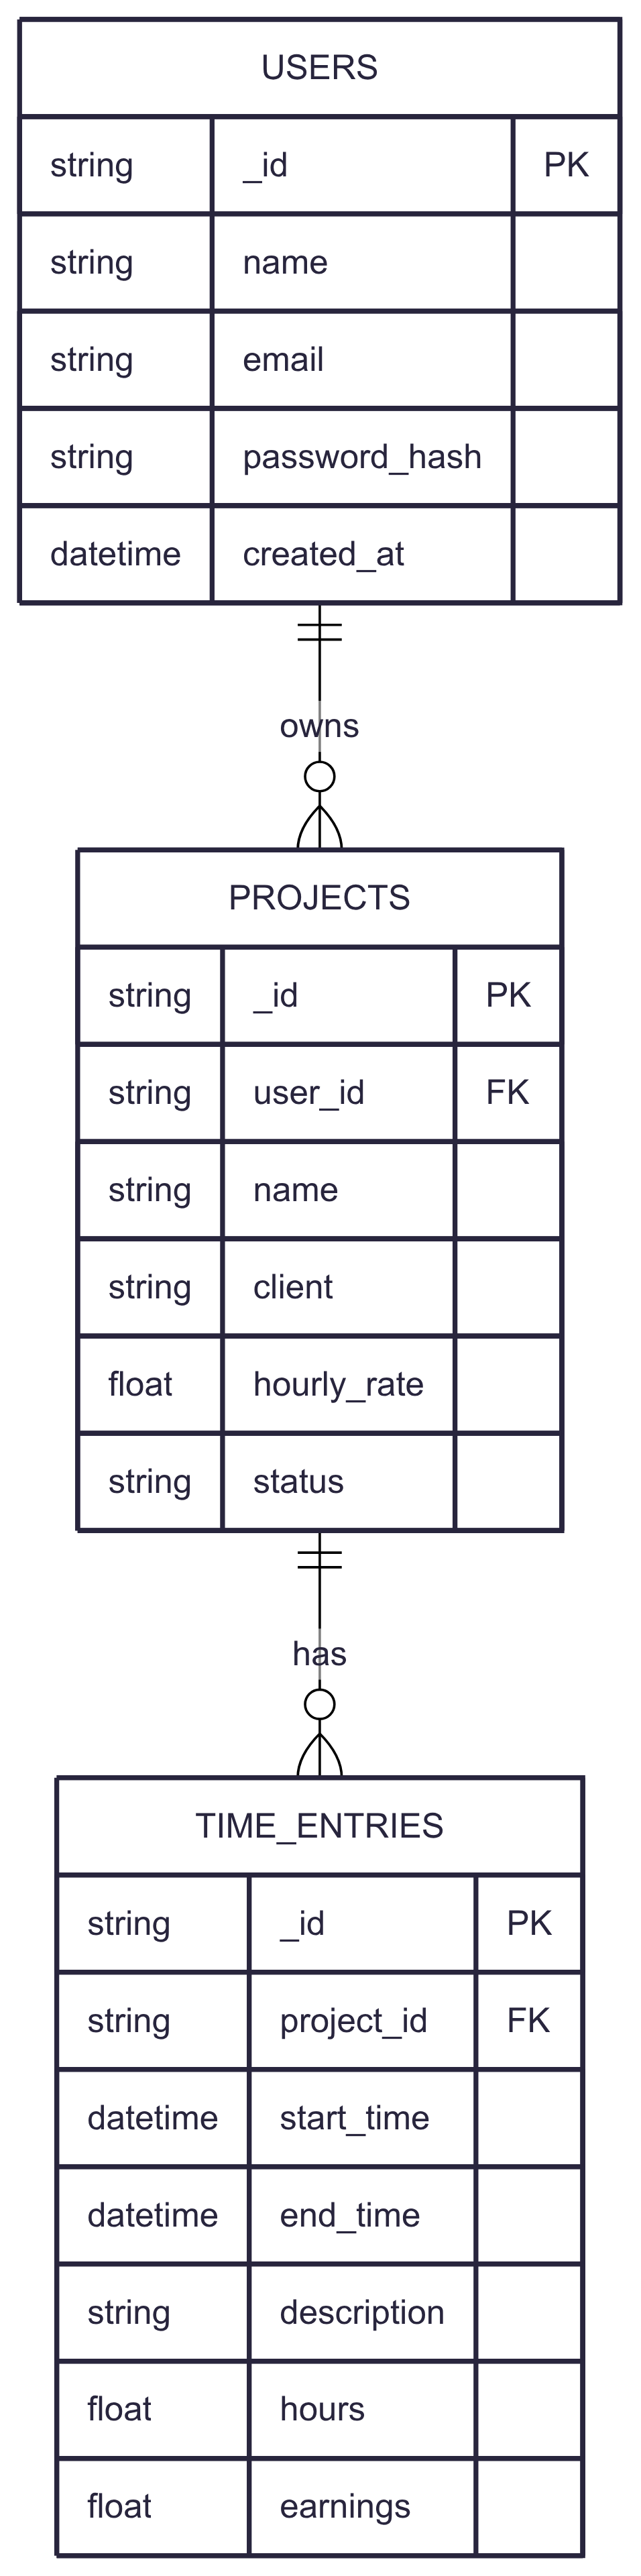 USERS
string _id PK
string name
string email
string password_hash
datetime created_at
owns
PROJECTS
string _id PK
string user_id FK
string name
string client
float hourly_rate
string status
has
TIME_ENTRIES
string _id PK
string project_id FK
datetime start_time
datetime end_time
string description
float hours
float earnings